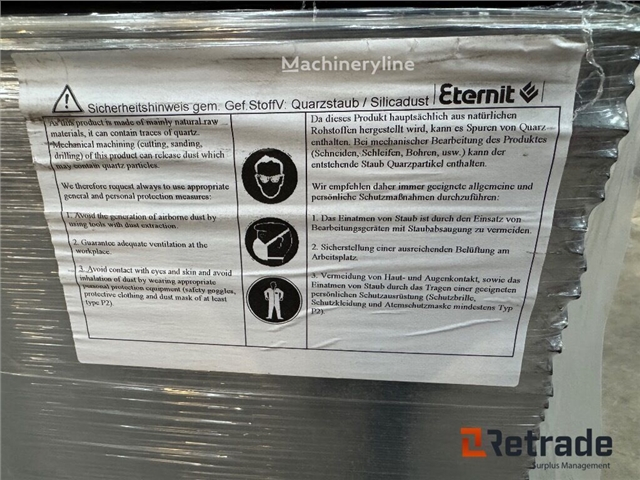 Machineryline
Sicherheitshinweis gem. Gef.StoffV: Quarzstaub / Silicadust
Eternit
As this product is made of mainly natural raw
materials, it can contain traces of quartz.
Mechanical machining (cutting, sanding,
drilling) of this product can release dust which
may contain quartz particles.
We therefore request always to use appropriate
general and personal protection measures:
1. Avoid the generation of airborne dust by
using tools with dust extraction.
2. Guarantee adequate ventilation at the
workplace.
3. Avoid contact with eyes and skin and avoid
inhalation of dust by wearing appropriate
personal protection equipment (safety goggles,
protective clothing and dust mask of at least
type P2).
Da dieses Produkt hauptsächlich aus natürlichen
Rohstoffen hergestellt wird, kann es Spuren von Quarz
enthalten. Bei mechanischer Bearbeitung des Produktes
(Schneiden, Schleifen, Bohren, usw.) kann der
entstehende Staub Quarzpartikel enthalten.
Wir empfehlen daher immer geeignete allgemeine und
persönliche Schutzmaßnahmen durchzuführen:
1. Das Einatmen von Staub ist durch den Einsatz von
Bearbeitungsgeräten mit Staubabsaugung zu vermeiden.
2. Sicherstellung einer ausreichenden Belüftung am
Arbeitsplatz.
3. Vermeidung von Haut- und Augenkontakt, sowie das
Einatmen von Staub durch das Tragen einer geeigneten
persönlichen Schutzausrüstung (Schutzbrille,
Schutzkleidung und Atemschutzmaske mindestens Typ
P2).
Retrade
Surplus Management